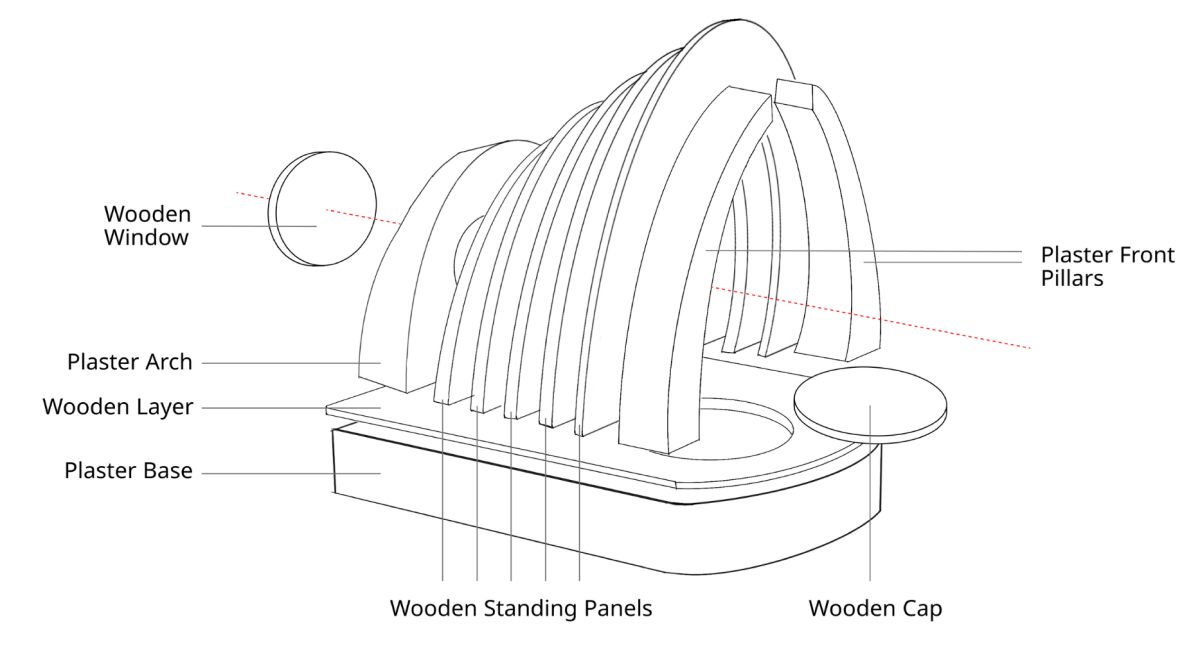 Wooden
Window
Plaster Front
Pillars
Plaster Arch
Wooden Layer
Plaster Base
Wooden Standing Panels
Wooden Cap